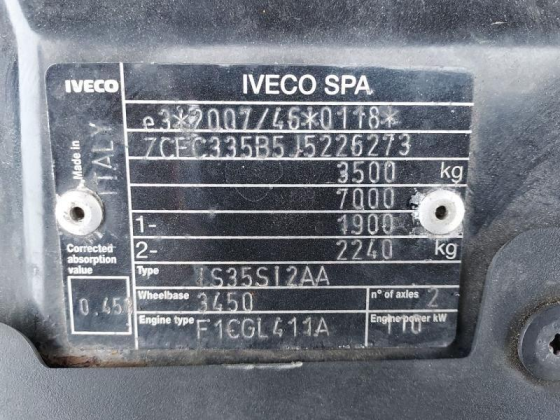 IVECO
IVECO SPA
e3*2007/46*0118*
ZCFC335B5J5226273
3500 kg
7000
1- 1900
2- 2240 kg
Made in
ITALY
Corrected
absorption
value
Type IS35SI2AA
Wheelbase 3450 n° of axles 2
Engine type F1CGL411A Engine power kW 110